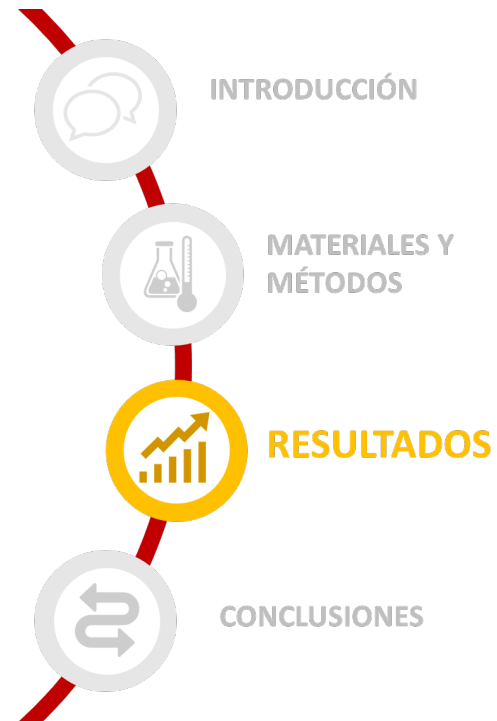 INTRODUCCIÓN
MATERIALES Y
MÉTODOS
RESULTADOS
CONCLUSIONES